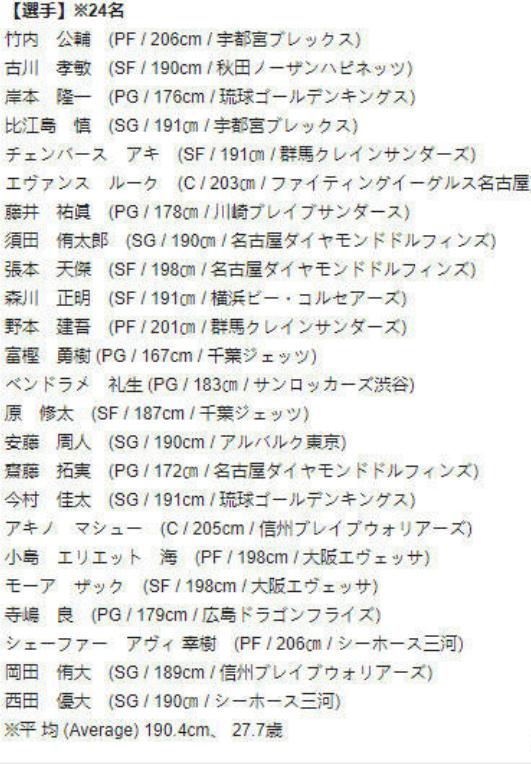 【選手】※24名
竹内　公輔　(PF / 206cm / 宇都宮ブレックス)
古川　孝敏　(SF / 190cm / 秋田ノーザンハピネッツ)
岸本　隆一　(PG / 176cm / 琉球ゴールデンキングス)
比江島　慎　(SG / 191㎝ / 宇都宮ブレックス)
チェンバース　アキ　(SF / 191㎝ / 群馬クレインサンダーズ)
エヴァンス　ルーク　(C / 203㎝ / ファイティングイーグルス名古屋
藤井　祐眞　(PG / 178㎝ / 川崎ブレイブサンダース)
須田　侑太郎　(SG / 190㎝ / 名古屋ダイヤモンドドルフィンズ)
張本　天傑　(SF / 198㎝ / 名古屋ダイヤモンドドルフィンズ)
森川　正明　(SF / 191㎝ / 横浜ビー・コルセアーズ)
野本　建吾　(PF / 201㎝ / 群馬クレインサンダーズ)
富樫　勇樹 (PG / 167cm / 千葉ジェッツ)
ベンドラメ　礼生 (PG / 183㎝ / サンロッカーズ渋谷)
原　修太　(SF / 187cm / 千葉ジェッツ)
安藤　周人　(SG / 190cm / アルバルク東京)
齋藤　拓実　(PG / 172㎝ / 名古屋ダイヤモンドドルフィンズ)
今村　佳太　(SG / 191cm / 琉球ゴールデンキングス)
アキノ　マシュー　(C / 205cm / 信州ブレイブウォリアーズ)
小島　エリエット　海　(PF / 198cm / 大阪エヴェッサ)
モーア　ザック　(SF / 198cm / 大阪エヴェッサ)
寺嶋　良　(PG / 179cm / 広島ドラゴンフライズ)
シェーファー　アヴィ 幸樹　(PF / 206㎝ / シーホース三河)
岡田　侑大　(SG / 189cm / 信州ブレイブウォリアーズ)
西田　優大　(SG / 190㎝ / シーホース三河)
※平 均 (Average) 190.4cm、 27.7歳